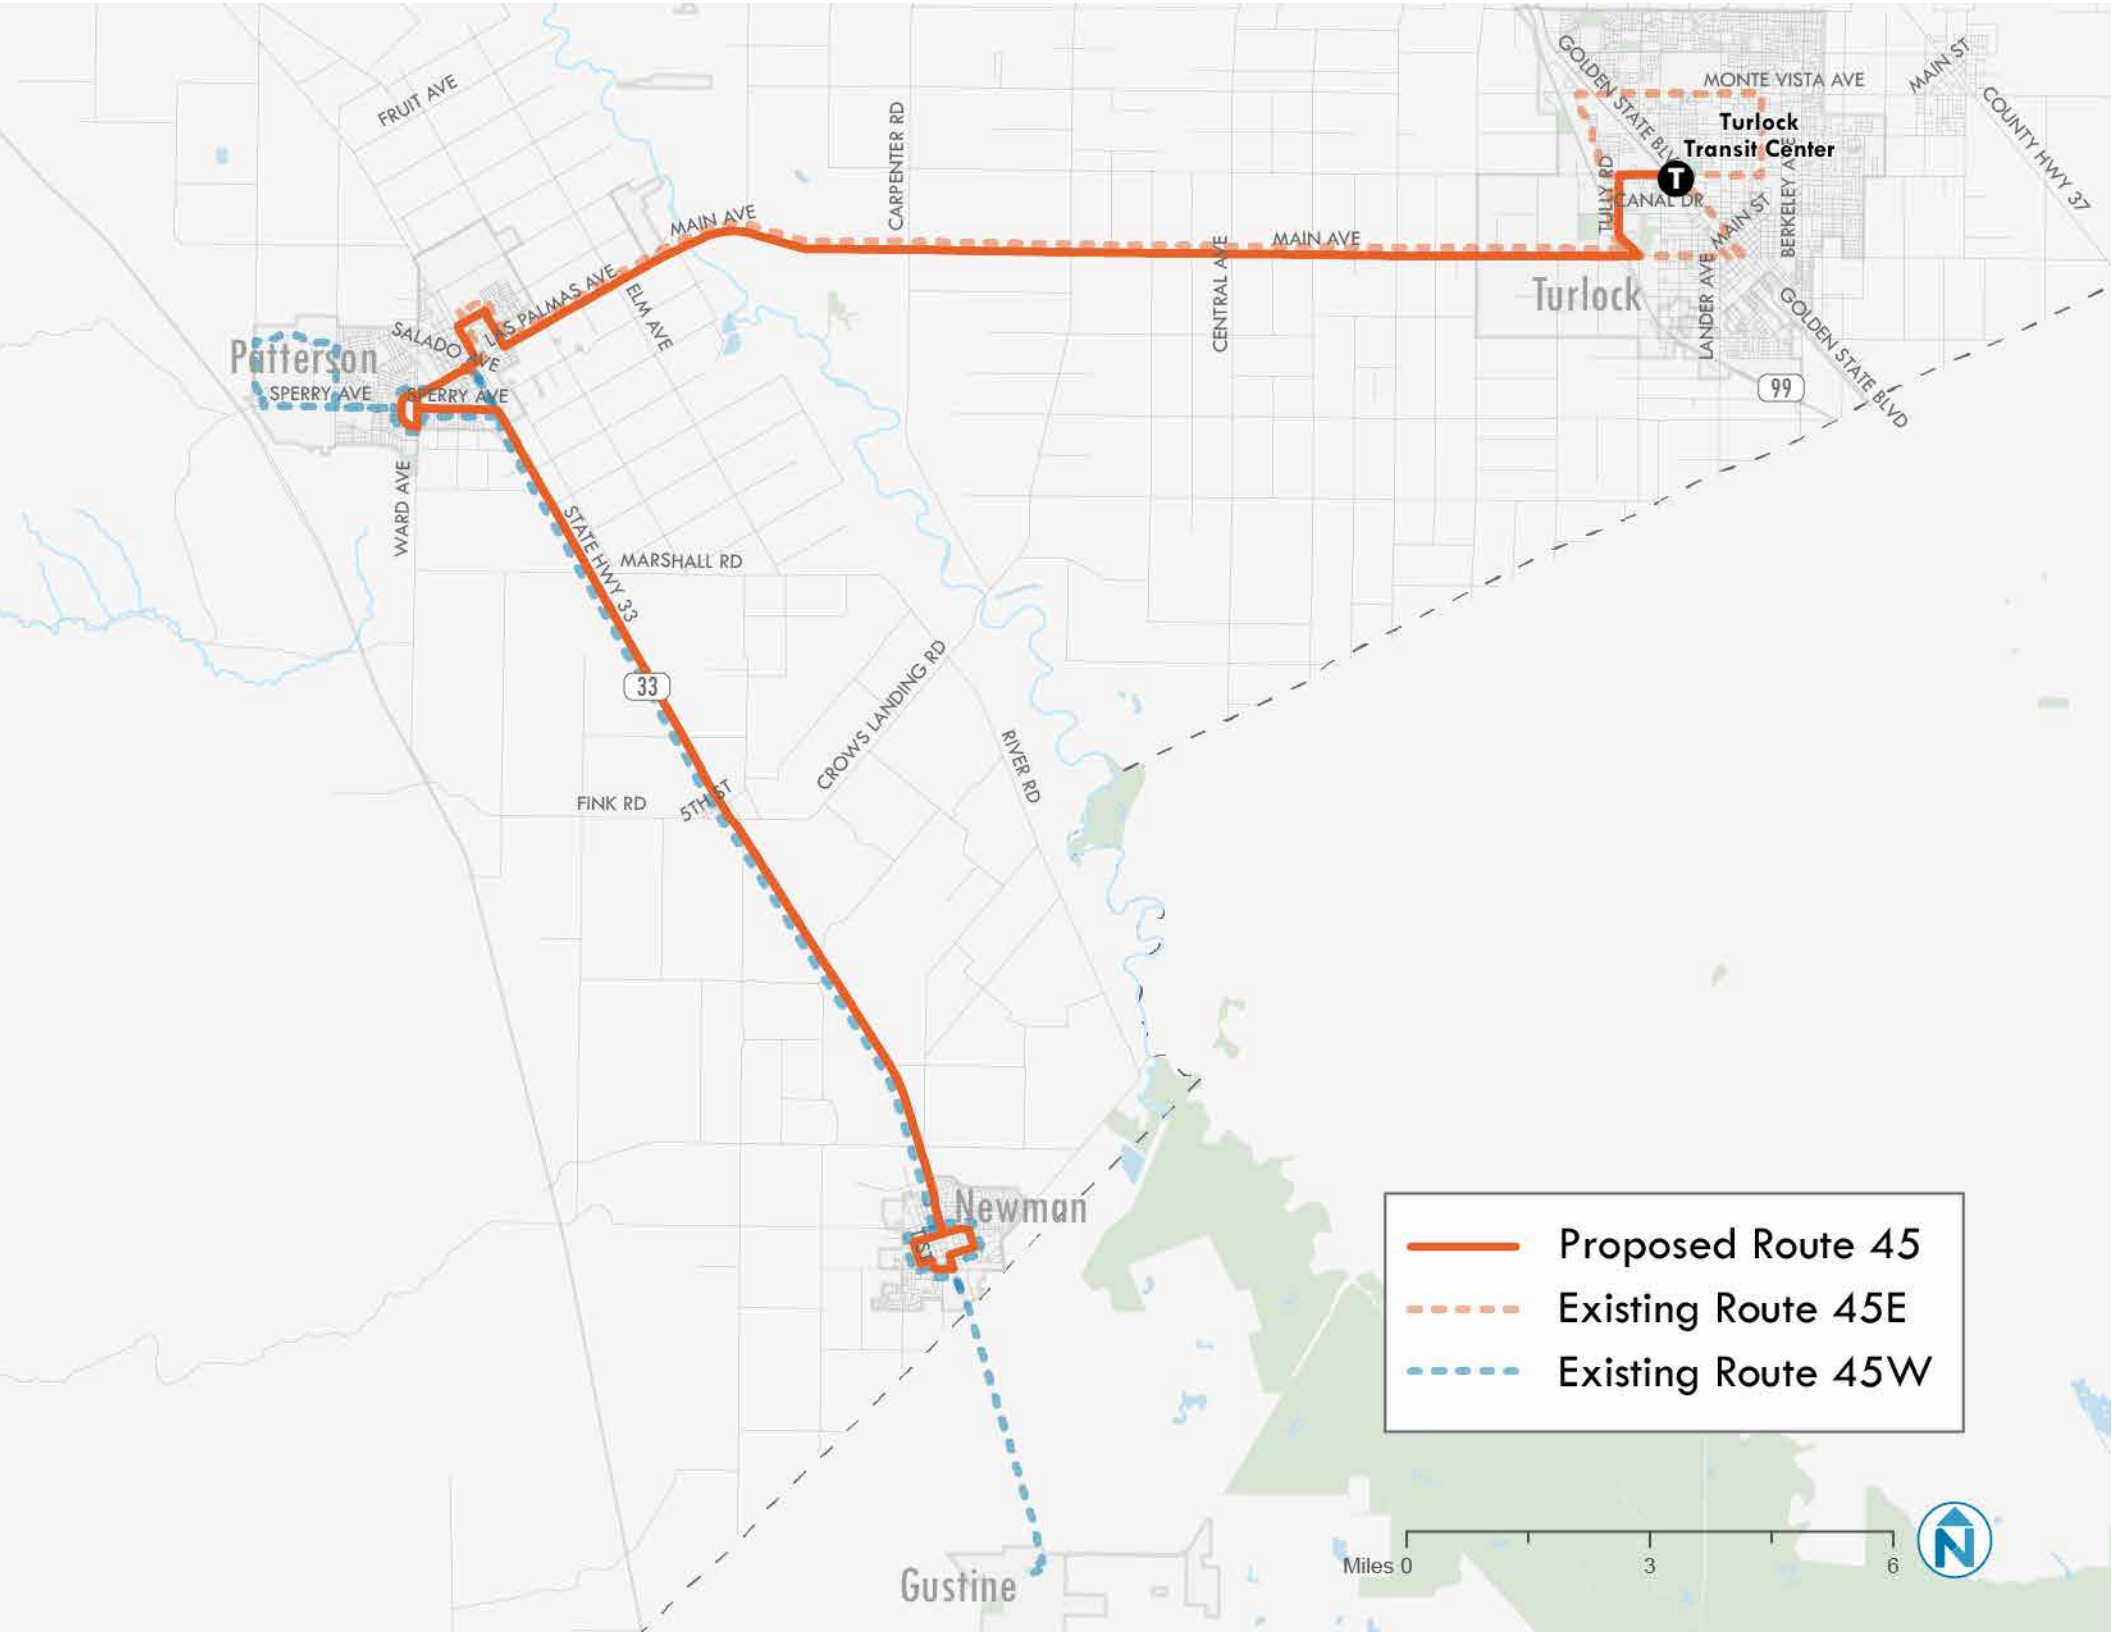 GOLDEN STATE BLVD
MONTE VISTA AVE
MAIN ST
COUNTY HWY 37
FRUIT AVE
CARPENTER RD
Turlock
Transit Center
T
TULLY RD
CANAL DR
MAIN ST
BERKELEY AVE
MAIN AVE
MAIN AVE
CENTRAL AVE
LAS PALMAS AVE
ELM AVE
Turlock
LANDER AVE
GOLDEN STATE BLVD
99
SALADO AVE
Patterson
SPERRY AVE
SPERRY AVE
WARD AVE
STATE HWY 33
MARSHALL RD
33
CROWS LANDING RD
RIVER RD
FINK RD
5TH ST
Newman
T ST
Gustine
Proposed Route 45
Existing Route 45E
Existing Route 45W
Miles 0 3 6
N